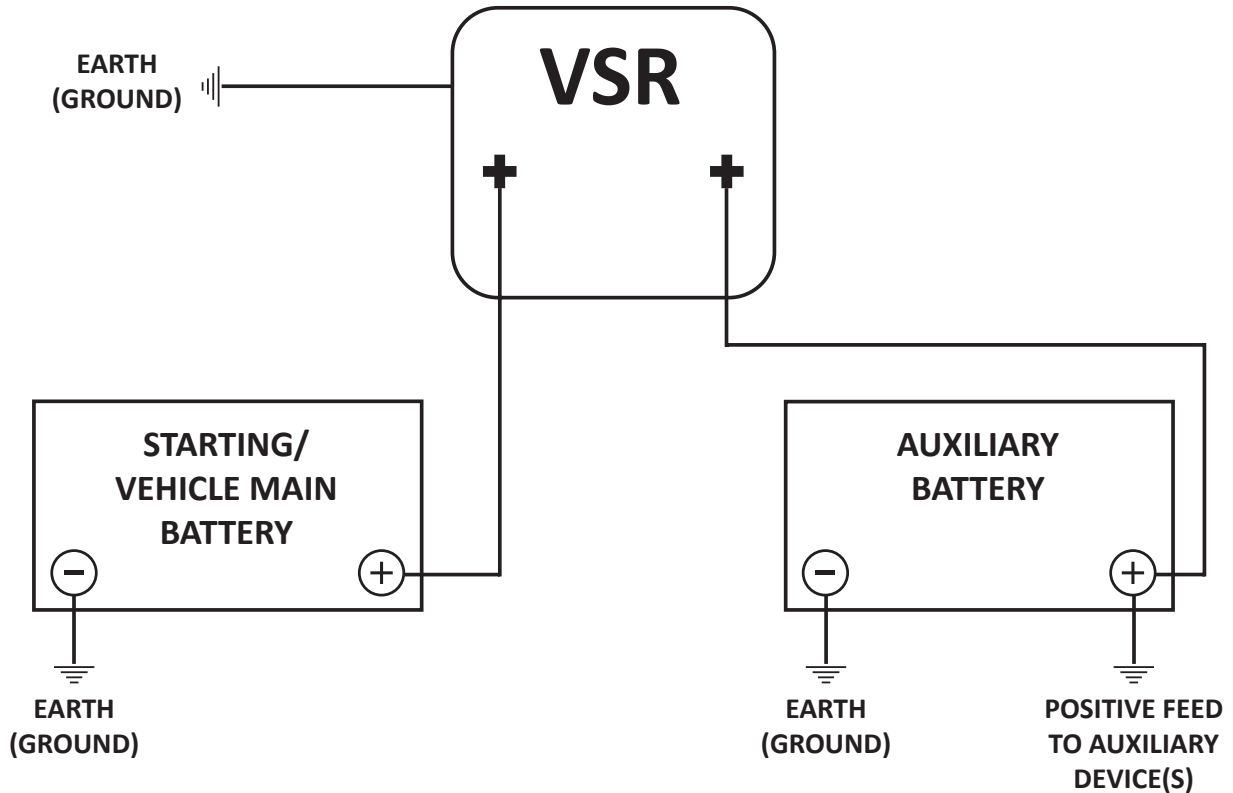 EARTH
(GROUND)
VSR
+
+
STARTING/
VEHICLE MAIN
BATTERY
−
+
EARTH
(GROUND)
AUXILIARY
BATTERY
−
+
EARTH
(GROUND)
POSITIVE FEED
TO AUXILIARY
DEVICE(S)